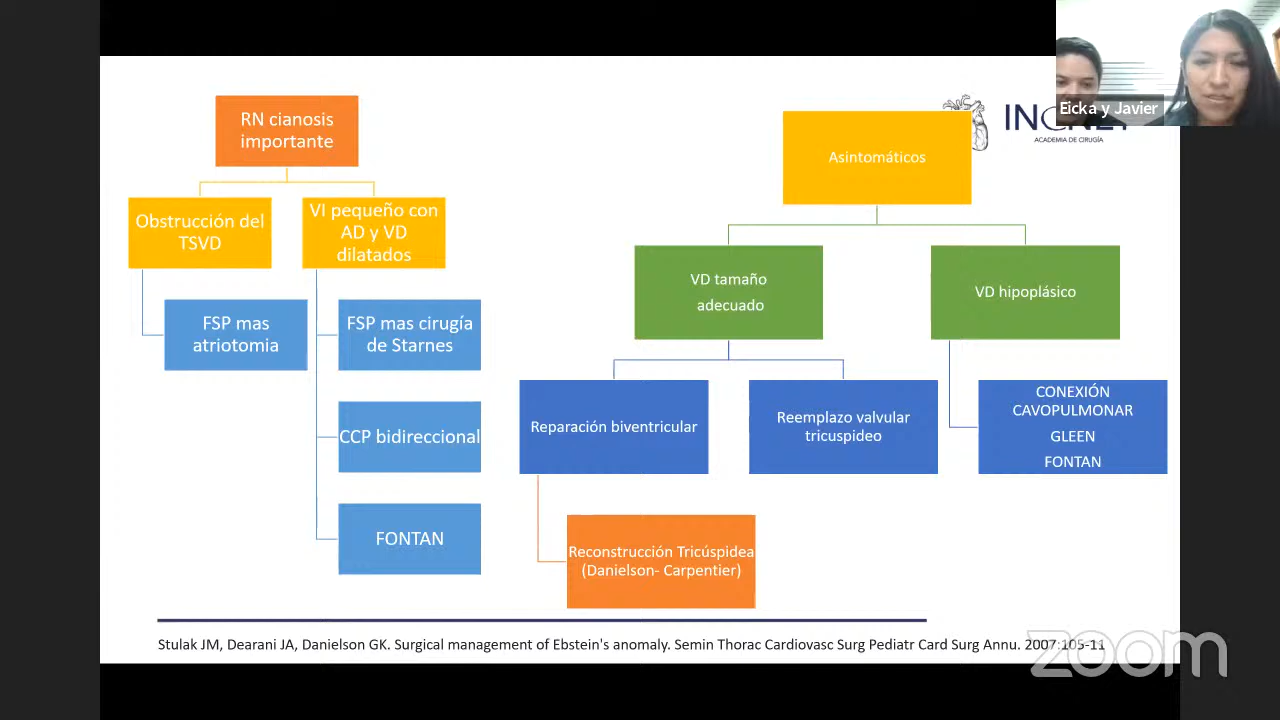 RN cianosis
importante
Obstrucción del
TSVD
VI pequeño con
AD y VD
dilatados
FSP mas
atriotomia
FSP mas cirugía
de Starnes
CCP bidireccional
FONTAN
Eicka y Javier
ACADEMIA DE CIRUGÍA
Asintomáticos
VD tamaño
adecuado
VD hipoplásico
Reparación biventricular
Reemplazo valvular
tricuspideo
CONEXIÓN
CAVOPULMONAR
GLEEN
FONTAN
Reconstrucción Tricúspidea
(Danielson- Carpentier)
Stulak JM, Dearani JA, Danielson GK. Surgical management of Ebstein's anomaly. Semin Thorac Cardiovasc Surg Pediatr Card Surg Annu. 2007:105-11
zoom